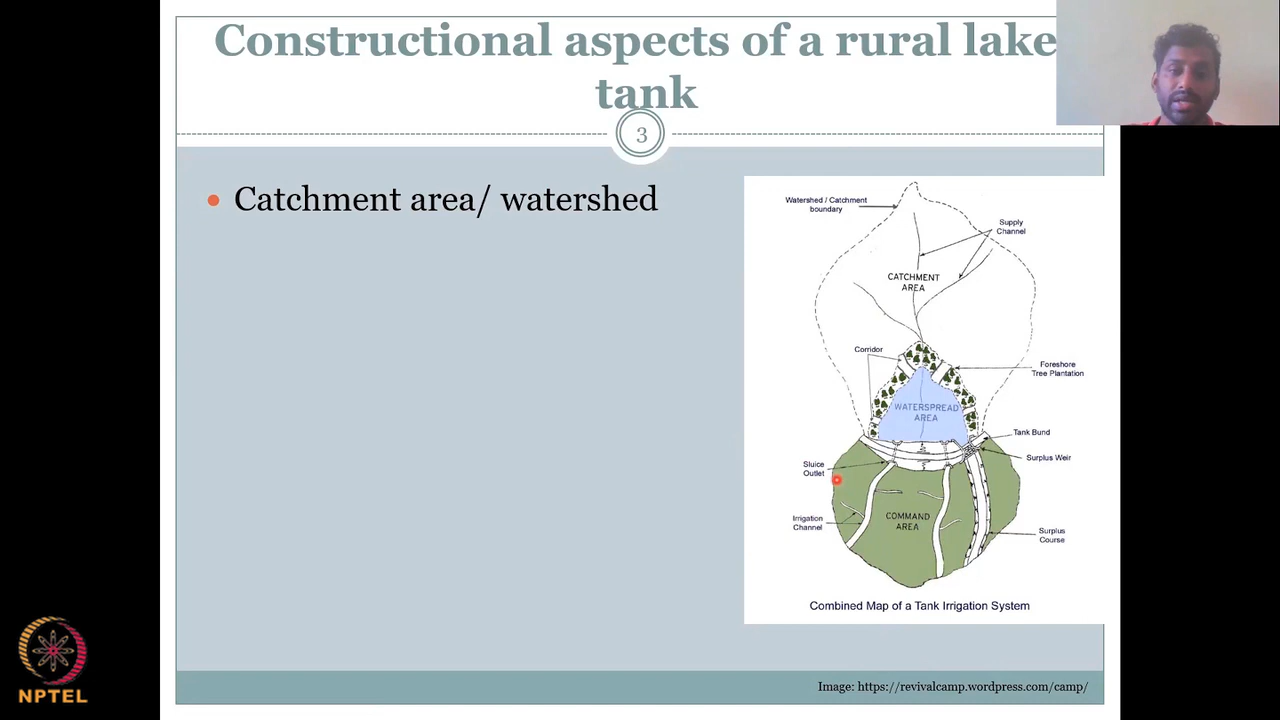 Constructional aspects of a rural lake
tank
3
• Catchment area/ watershed
Watershed / Catchment
boundary
Supply
Channel
CATCHMENT
AREA
Corridor
Foreshore
Tree Plantation
WATERSPREAD
AREA
Tank Bund
Surplus Weir
Sluice
Outlet
Irrigation
Channel
COMMAND
AREA
Surplus
Course
Combined Map of a Tank Irrigation System
NPTEL
Image: https://revivalcamp.wordpress.com/camp/